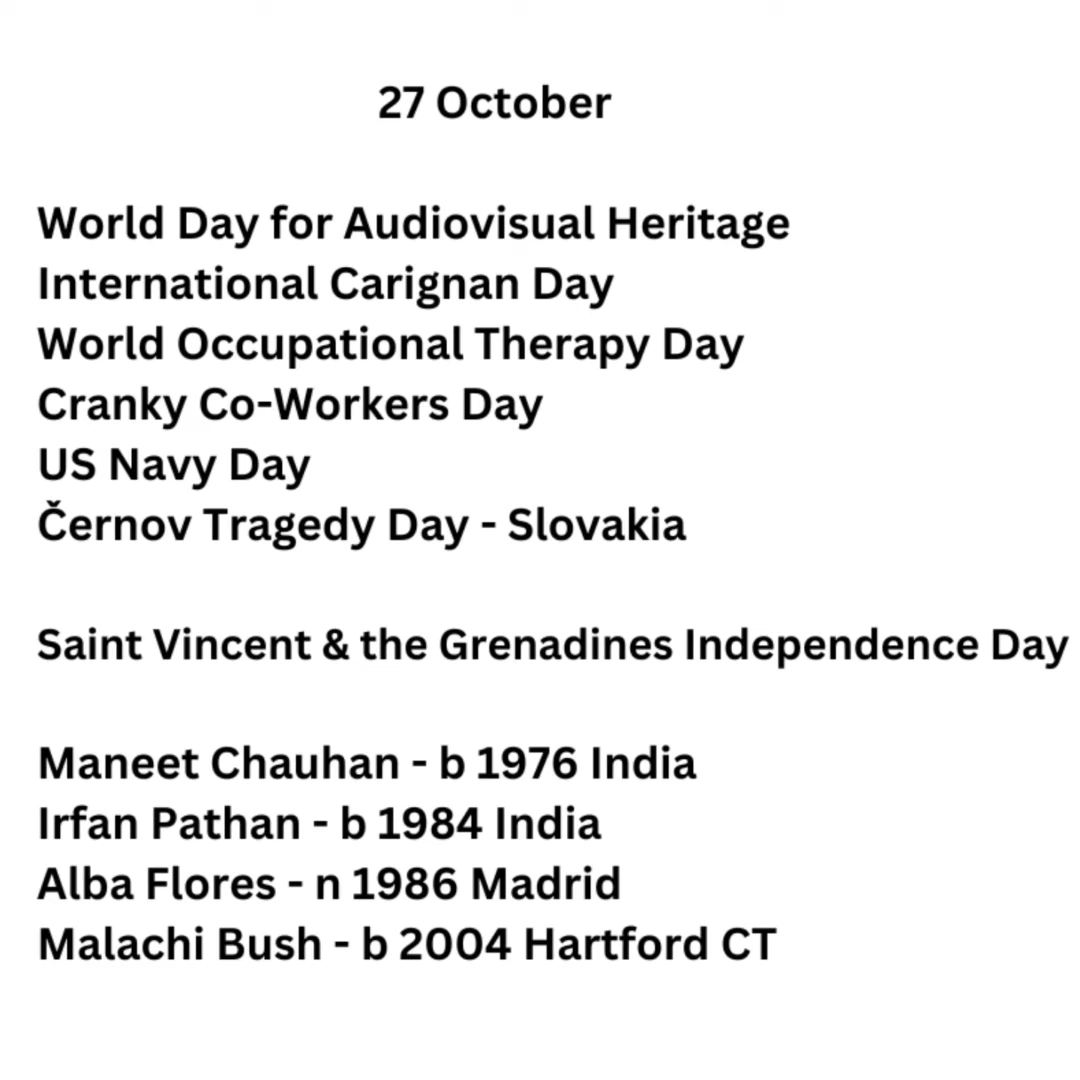 27 October
World Day for Audiovisual Heritage
International Carignan Day
World Occupational Therapy Day
Cranky Co-Workers Day
US Navy Day
Černov Tragedy Day - Slovakia
Saint Vincent & the Grenadines Independence Day
Maneet Chauhan - b 1976 India
Irfan Pathan - b 1984 India
Alba Flores - n 1986 Madrid
Malachi Bush - b 2004 Hartford CT